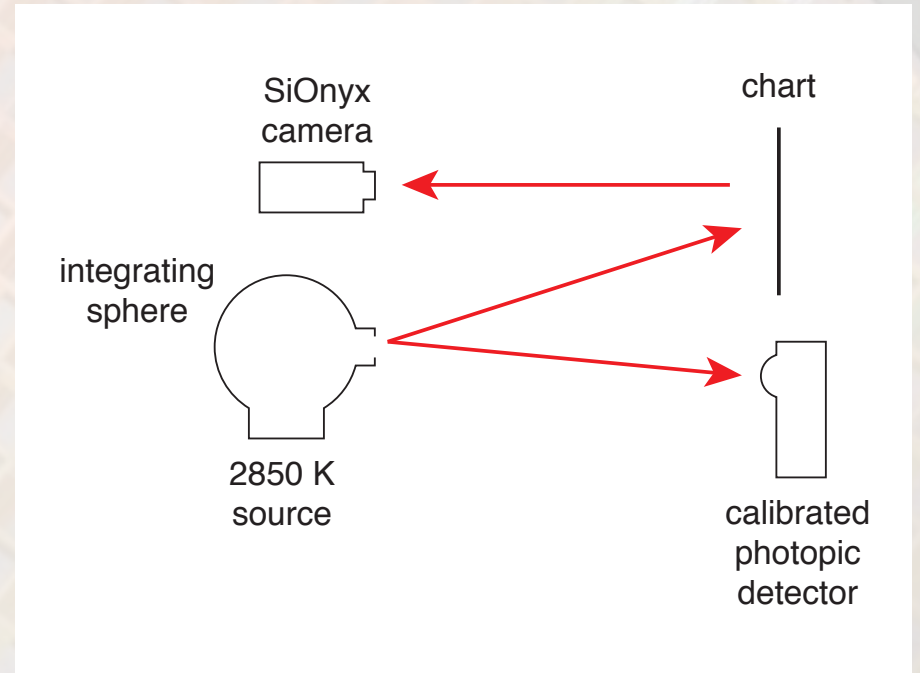 SiOnyx
camera
chart
integrating
sphere
2850 K
source
calibrated
photopic
detector